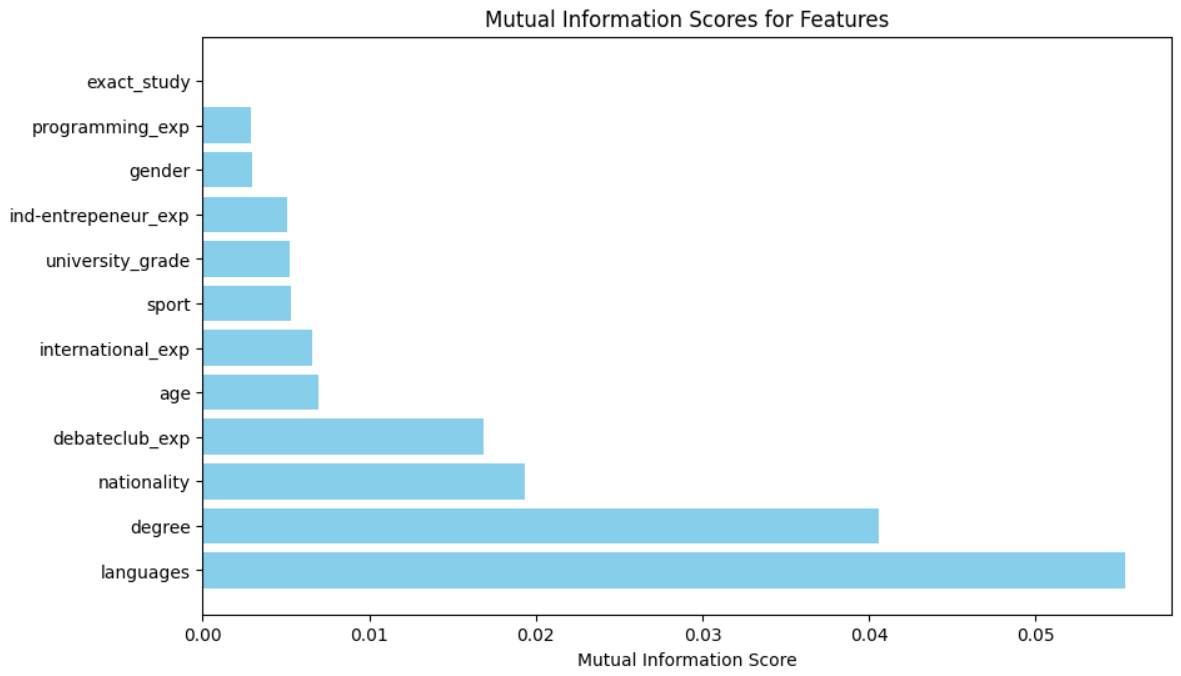 Mutual Information Scores for Features
exact_study
programming_exp
gender
ind-entrepeneur_exp
university_grade
sport
international_exp
age
debateclub_exp
nationality
degree
languages
0.00 0.01 0.02 0.03 0.04 0.05
Mutual Information Score